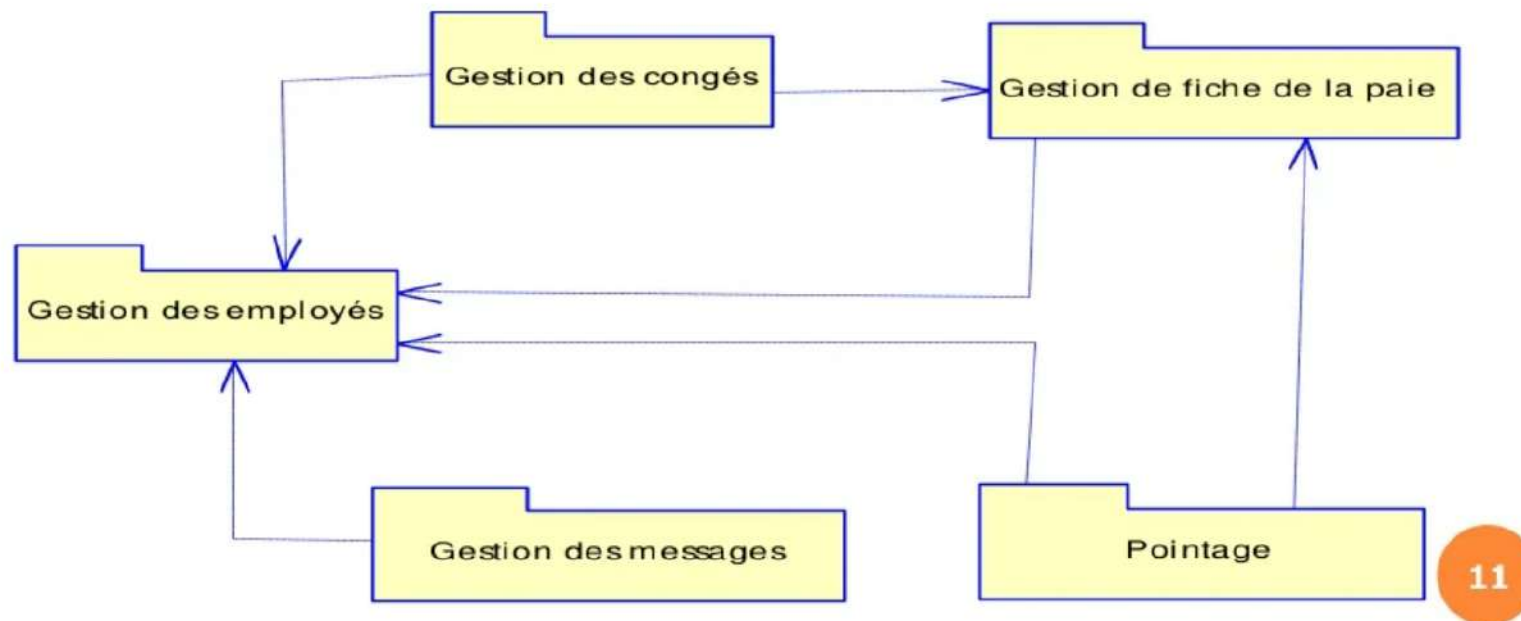 Gestion des congés
Gestion de fiche de la paie
Gestion des employés
Gestion des messages
Pointage
11